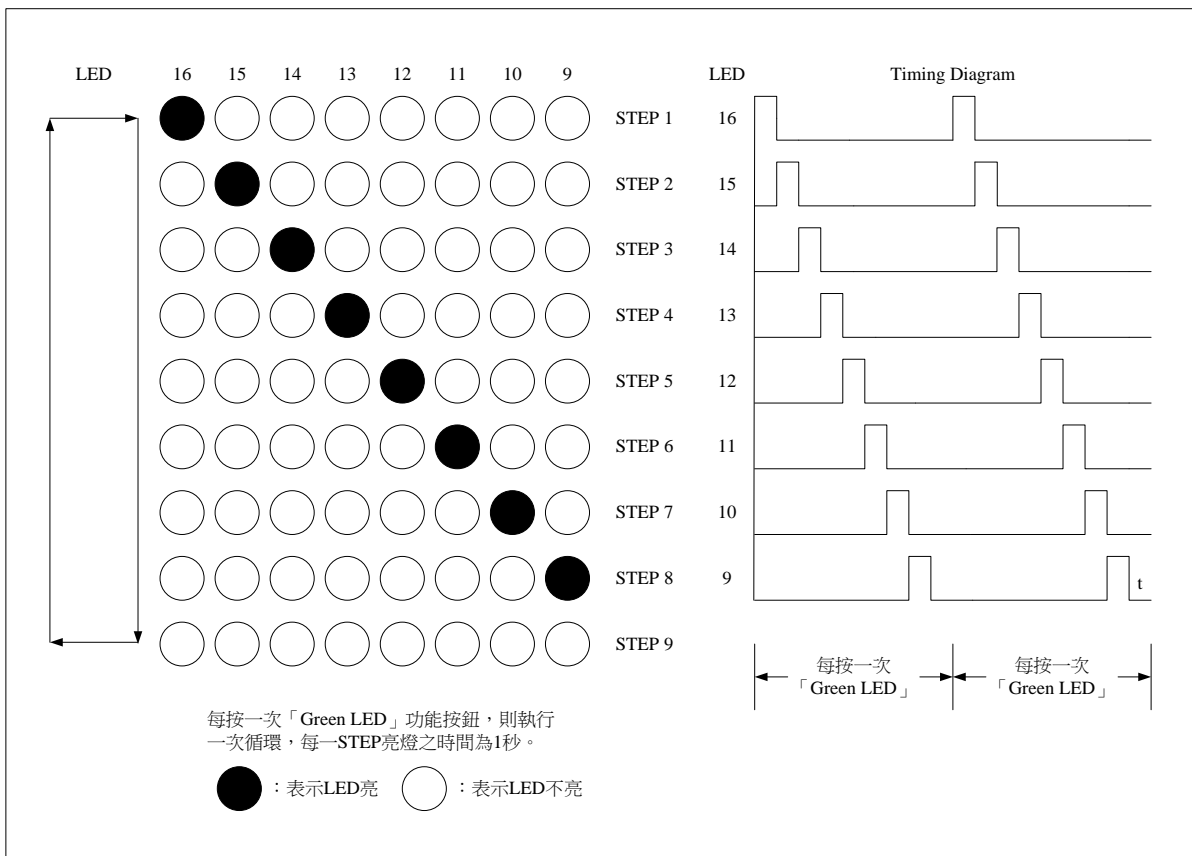 LED 16 15 14 13 12 11 10 9
LED Timing Diagram
STEP 1
STEP 2
STEP 3
STEP 4
STEP 5
STEP 6
STEP 7
STEP 8
STEP 9
16
15
14
13
12
11
10
9
t
每按一次
「Green LED」
每按一次
「Green LED」
每按一次「Green LED」功能按鈕，則執行
一次循環，每一STEP亮燈之時間為1秒。
：表示LED亮
：表示LED不亮